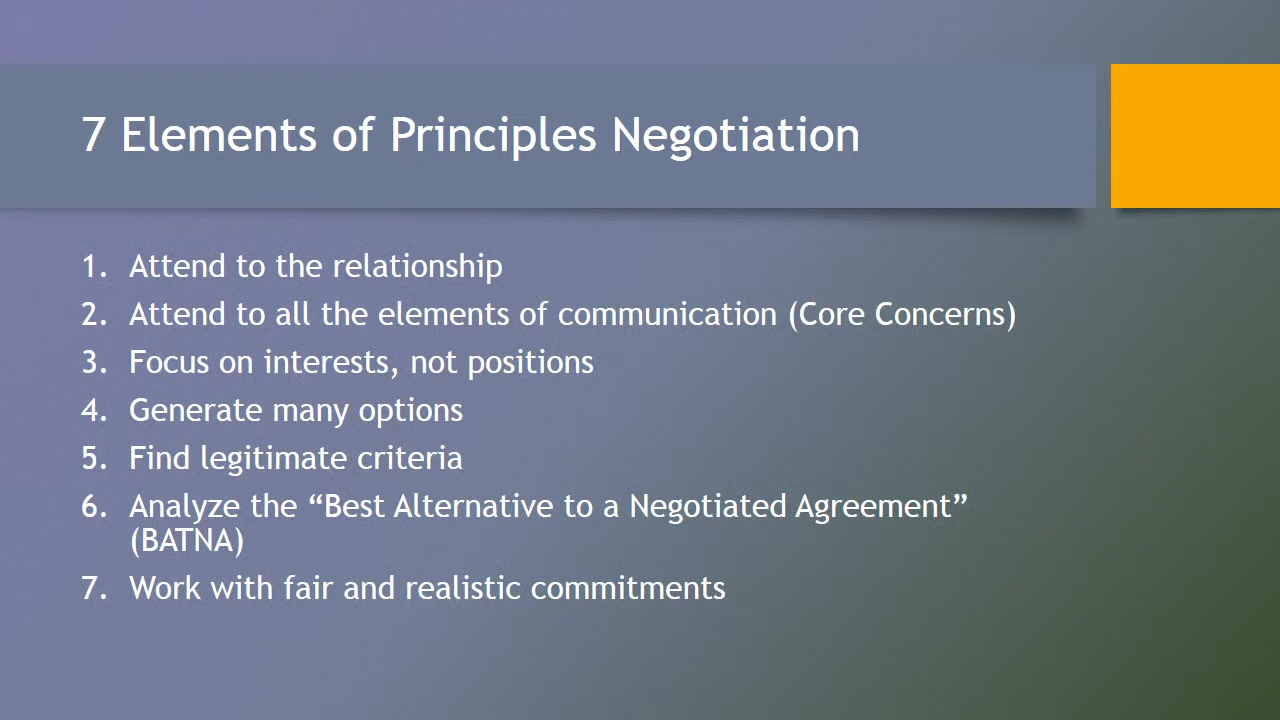 7 Elements of Principles Negotiation
1. Attend to the relationship
2. Attend to all the elements of communication (Core Concerns)
3. Focus on interests, not positions
4. Generate many options
5. Find legitimate criteria
6. Analyze the “Best Alternative to a Negotiated Agreement”
(BATNA)
7. Work with fair and realistic commitments